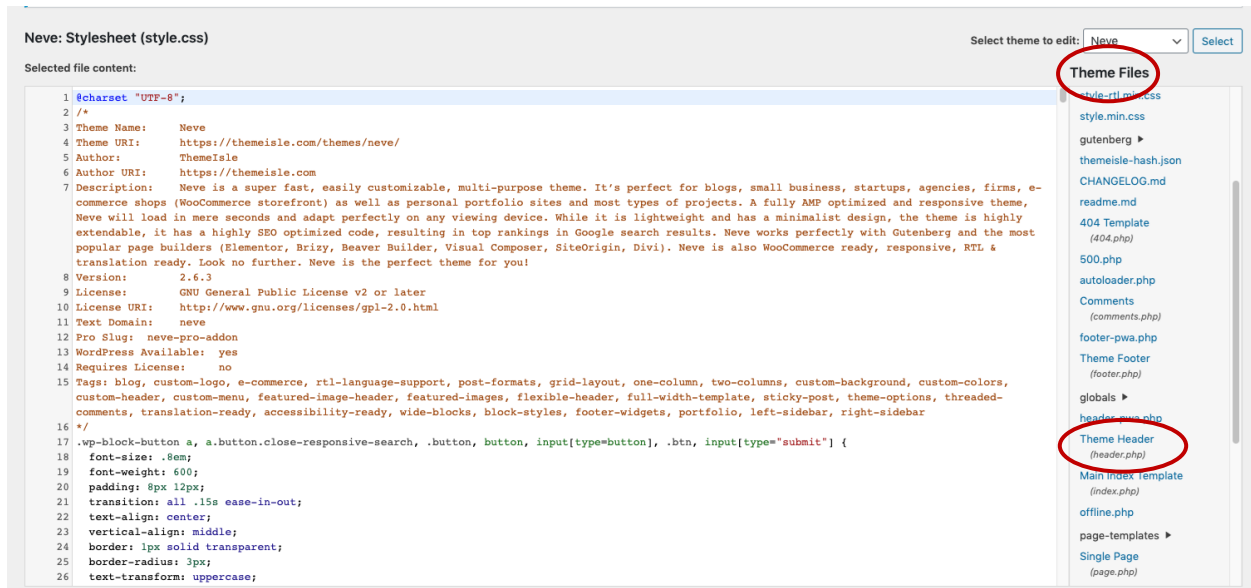 Neve: Stylesheet (style.css)
Select theme to edit: Neve Select
Selected file content:
Theme Files
1 @charset "UTF-8";
2 /*
3 Theme Name: Neve
4 Theme URI: https://themeisle.com/themes/neve/
5 Author: ThemeIsle
6 Author URI: https://themeisle.com
7 Description: Neve is a super fast, easily customizable, multi-purpose theme. It’s perfect for blogs, small business, startups, agencies, firms, e-
commerce shops (WooCommerce storefront) as well as personal portfolio sites and most types of projects. A fully AMP optimized and responsive theme,
Neve will load in mere seconds and adapt perfectly on any viewing device. While it is lightweight and has a minimalist design, the theme is highly
extendable, it has a highly SEO optimized code, resulting in top rankings in Google search results. Neve works perfectly with Gutenberg and the most
popular page builders (Elementor, Brizy, Beaver Builder, Visual Composer, SiteOrigin, Divi). Neve is also WooCommerce ready, responsive, RTL &
translation ready. Look no further. Neve is the perfect theme for you!
8 Version: 2.6.3
9 License: GNU General Public License v2 or later
10 License URI: http://www.gnu.org/licenses/gpl-2.0.html
11 Text Domain: neve
12 Pro Slug: neve-pro-addon
13 WordPress Available: yes
14 Requires License: no
15 Tags: blog, custom-logo, e-commerce, rtl-language-support, post-formats, grid-layout, one-column, two-columns, custom-background, custom-colors,
custom-header, custom-menu, featured-image-header, featured-images, flexible-header, full-width-template, sticky-post, theme-options, threaded-
comments, translation-ready, accessibility-ready, wide-blocks, block-styles, footer-widgets, portfolio, left-sidebar, right-sidebar
16 */
17 .wp-block-button a, a.button.close-responsive-search, .button, button, input[type=button], .btn, input[type="submit"] {
18 font-size: .8em;
19 font-weight: 600;
20 padding: 8px 12px;
21 transition: all .15s ease-in-out;
22 text-align: center;
23 vertical-align: middle;
24 border: 1px solid transparent;
25 border-radius: 3px;
26 text-transform: uppercase;
style-rtl.min.css
style.min.css
gutenberg ▶
themeisle-hash.json
CHANGELOG.md
readme.md
404 Template
(404.php)
500.php
autoloader.php
Comments
(comments.php)
footer-pwa.php
Theme Footer
(footer.php)
globals ▶
header-pwa.php
Theme Header
(header.php)
Main Index Template
(index.php)
offline.php
page-templates ▶
Single Page
(page.php)